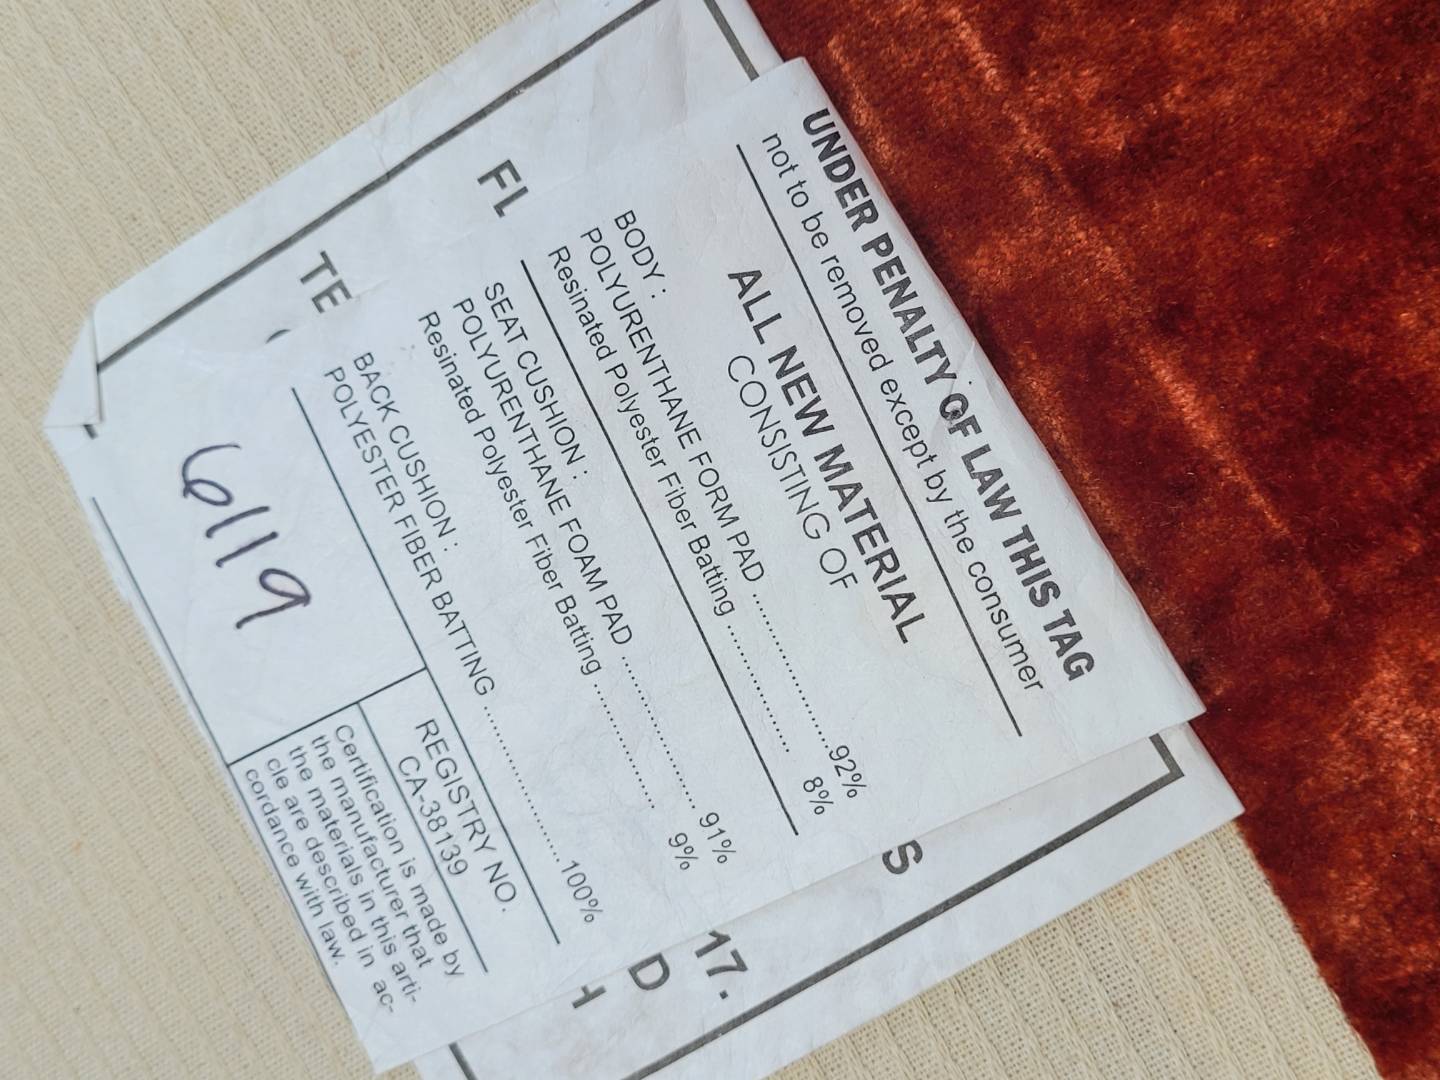 UNDER PENALTY OF LAW THIS TAG
not to be removed except by the consumer
ALL NEW MATERIAL
CONSISTING OF
BODY :
POLYURENTHANE FORM PAD ..................... 92%
Resinated Polyester Fiber Batting ................. 8%
SEAT CUSHION :
POLYURENTHANE FOAM PAD ..................... 91%
Resinated Polyester Fiber Batting ................. 9%
BACK CUSHION :
POLYESTER FIBER BATTING ..................... 100%
REGISTRY NO.
CA-38139
Certification is made by
the manufacturer that
the materials in this arti-
cle are described in ac-
cordance with law.
6119
FL
TE
S
17.
D
H